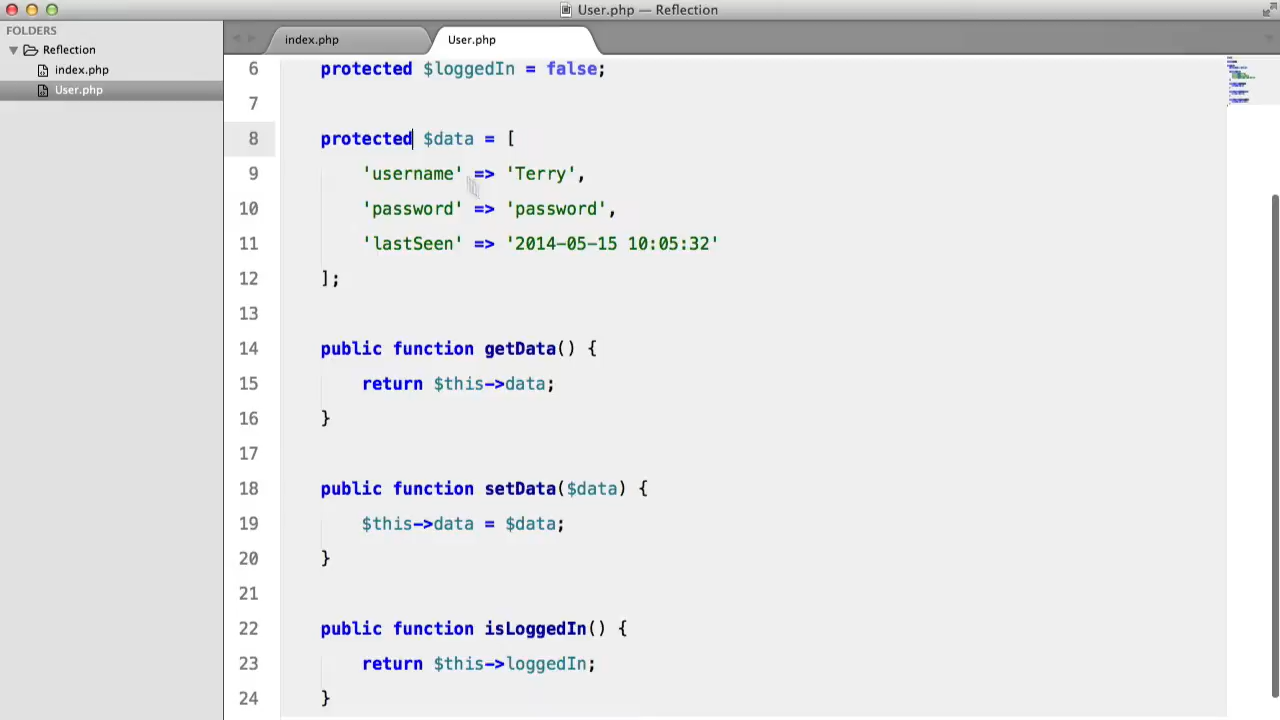 User.php — Reflection
FOLDERS
Reflection
index.php
User.php
index.php
User.php
6 protected $loggedIn = false;
7
8 protected $data = [
9 'username' => 'Terry',
10 'password' => 'password',
11 'lastSeen' => '2014-05-15 10:05:32'
12 ];
13
14 public function getData() {
15 return $this->data;
16 }
17
18 public function setData($data) {
19 $this->data = $data;
20 }
21
22 public function isLoggedIn() {
23 return $this->loggedIn;
24 }